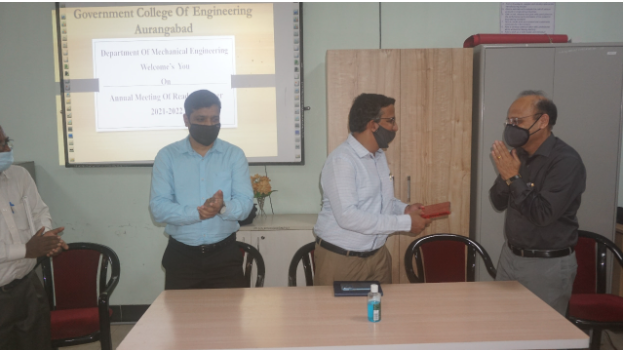 Government College Of Engineering
Aurangabad
Department Of Mechanical Engineering
Welcome's You
On
Annual Meeting Of
2021-2022